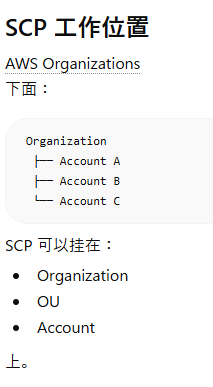 SCP 工作位置
AWS Organizations
下面：
Organization
├── Account A
├── Account B
└── Account C
SCP 可以挂在：
• Organization
• OU
• Account
上。